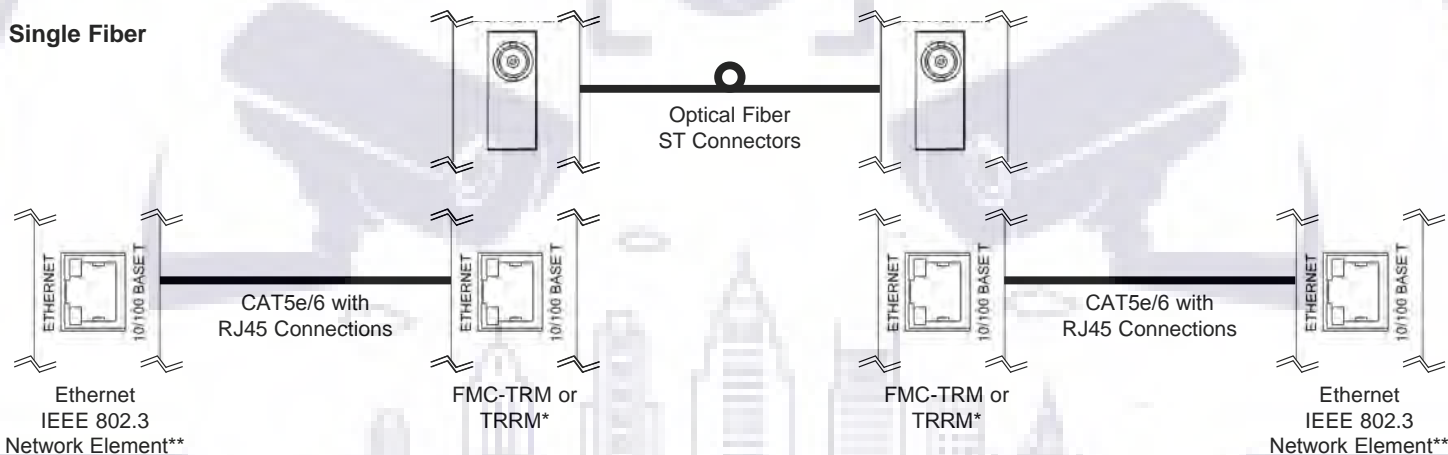 Single Fiber
Optical Fiber
ST Connectors
ETHERNET
10/100 BASE T
CAT5e/6 with
RJ45 Connections
ETHERNET
10/100 BASE T
ETHERNET
10/100 BASE T
CAT5e/6 with
RJ45 Connections
ETHERNET
10/100 BASE T
Ethernet
IEEE 802.3
Network Element**
FMC-TRM or
TRRM*
FMC-TRM or
TRRM*
Ethernet
IEEE 802.3
Network Element**